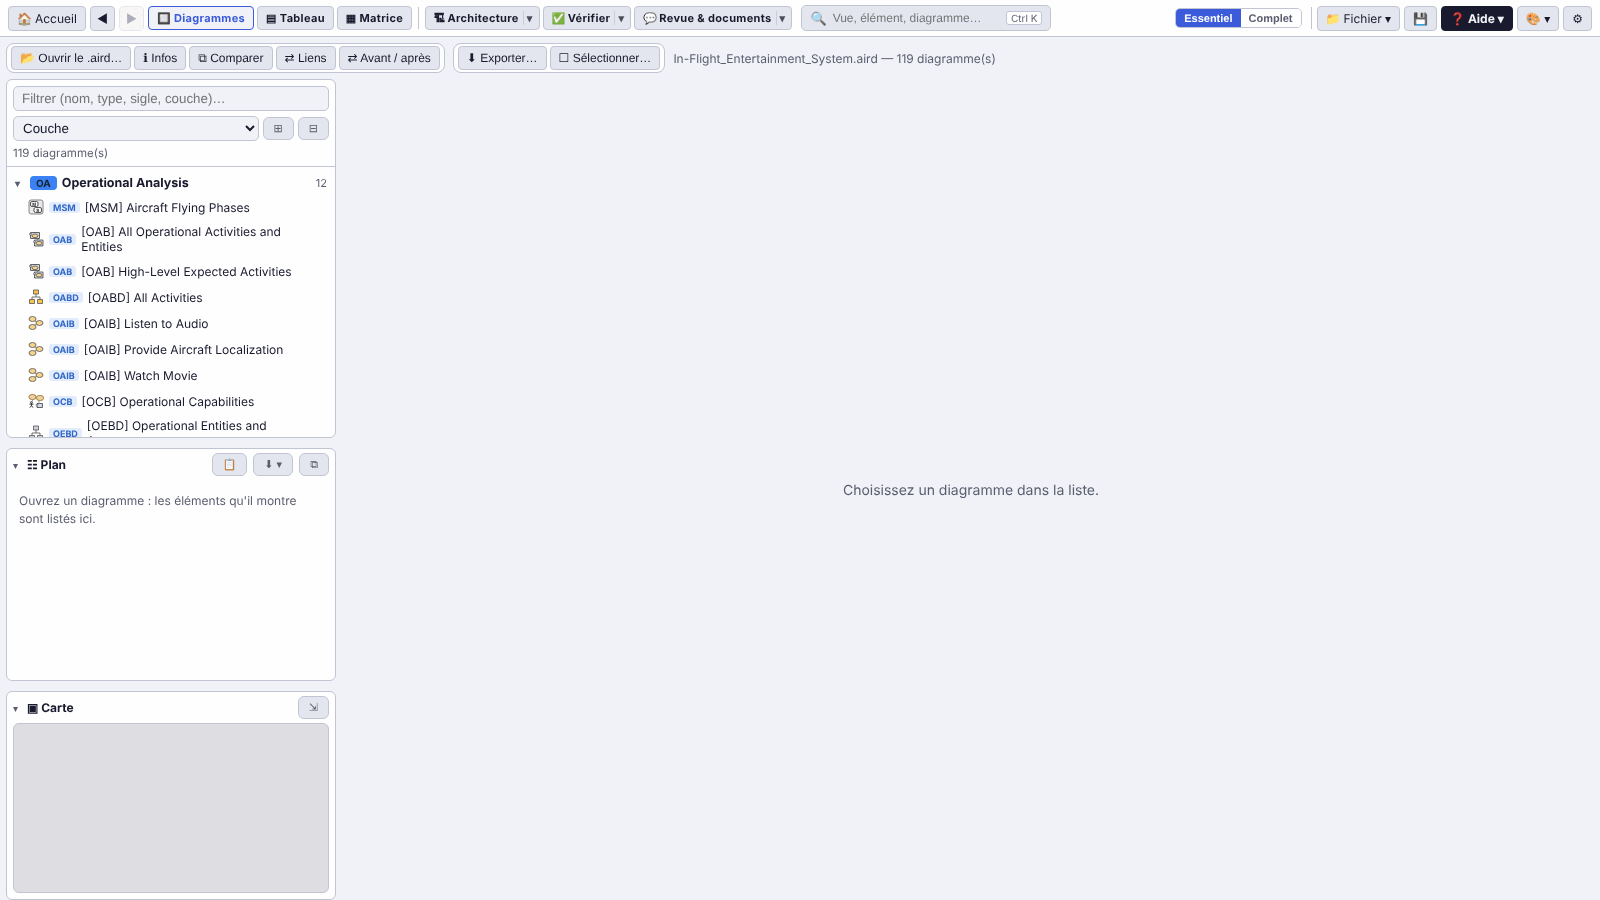 Accueil
Diagrammes
Tableau
Matrice
Architecture
Vérifier
Revue & documents
Vue, élément, diagramme…
Ctrl K
Essentiel
Complet
Fichier
Aide
Ouvrir le .aird…
Infos
Comparer
Liens
Avant / après
Exporter…
Sélectionner…
In-Flight_Entertainment_System.aird — 119 diagramme(s)
Filtrer (nom, type, sigle, couche)…
Couche
119 diagramme(s)
OA Operational Analysis 12
MSM [MSM] Aircraft Flying Phases
OAB [OAB] All Operational Activities and
Entities
OAB [OAB] High-Level Expected Activities
OABD [OABD] All Activities
OAIB [OAIB] Listen to Audio
OAIB [OAIB] Provide Aircraft Localization
OAIB [OAIB] Watch Movie
OCB [OCB] Operational Capabilities
OEBD [OEBD] Operational Entities and
Plan
Ouvrez un diagramme : les éléments qu'il montre
sont listés ici.
Carte
Choisissez un diagramme dans la liste.